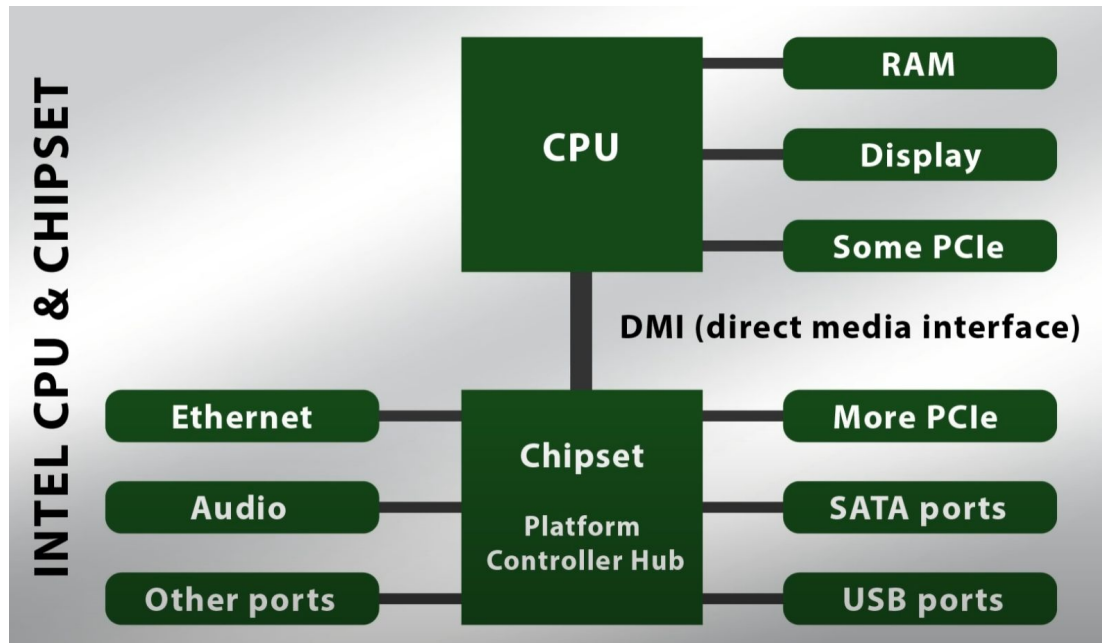 INTEL CPU & CHIPSET
CPU
RAM
Display
Some PCIe
DMI (direct media interface)
Ethernet
Audio
Other ports
Chipset
Platform
Controller Hub
More PCIe
SATA ports
USB ports